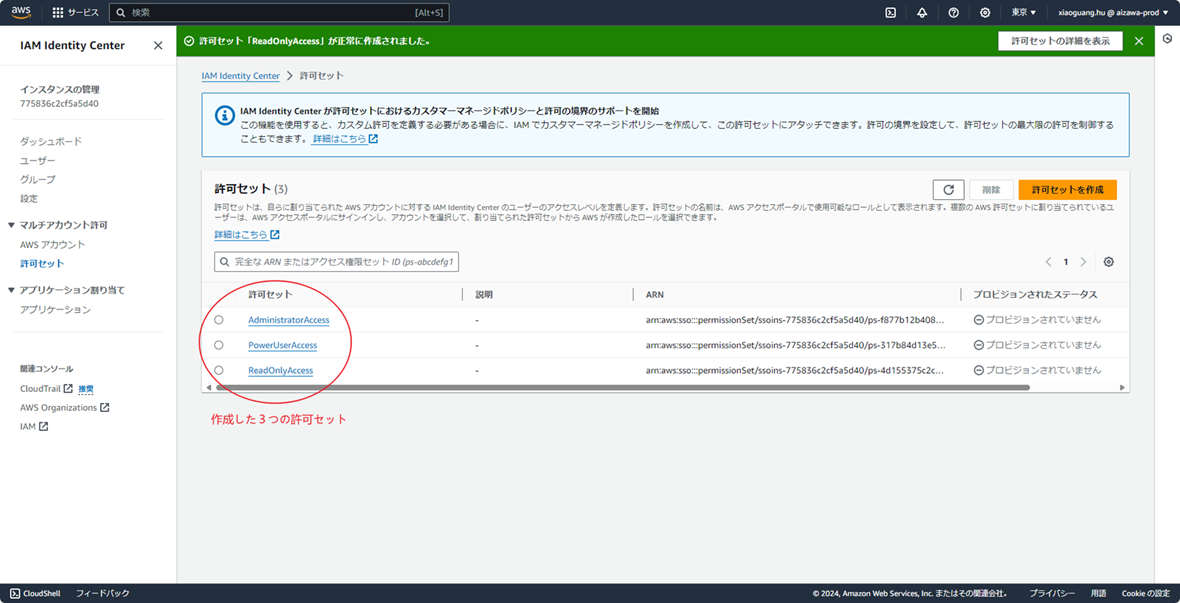 aws
サービス
検索
[Alt+S]
東京 ▼
xiaoguang.hu @ aizawa-prod ▼
IAM Identity Center
許可セット「ReadOnlyAccess」が正常に作成されました。
許可セットの詳細を表示
インスタンスの管理
775836c2cf5a5d40
ダッシュボード
ユーザー
グループ
設定
▼ マルチアカウント許可
AWS アカウント
許可セット
▼ アプリケーション割り当て
アプリケーション
関連コンソール
CloudTrail 推奨
AWS Organizations
IAM
IAM Identity Center > 許可セット
IAM Identity Center が許可セットにおけるカスタマーマネージドポリシーと許可の境界のサポートを開始
この機能を使用すると、カスタム許可を定義する必要がある場合に、IAM でカスタマーマネージドポリシーを作成して、この許可セットにアタッチできます。許可の境界を設定して、許可セットの最大限の許可を制御する
こともできます。 詳細はこちら
許可セット (3)
削除
許可セットを作成
許可セットは、自らに割り当てられた AWS アカウントに対する IAM Identity Center のユーザーのアクセスレベルを定義します。許可セットの名前は、AWS アクセスポータルで使用可能なロールとして表示されます。複数の AWS 許可セットに割り当てられているユ
ーザーは、AWS アクセスポータルにサインインし、アカウントを選択して、割り当てられた許可セットから AWS が作成したロールを選択できます。
詳細はこちら
完全な ARN またはアクセス権限セット ID (ps-abcdefg1
1
許可セット 説明 ARN プロビジョンされたステータス
AdministratorAccess - arn:aws:sso:::permissionSet/ssoins-775836c2cf5a5d40/ps-f877b12b408... プロビジョンされていません
PowerUserAccess - arn:aws:sso:::permissionSet/ssoins-775836c2cf5a5d40/ps-317b84d13e5... プロビジョンされていません
ReadOnlyAccess - arn:aws:sso:::permissionSet/ssoins-775836c2cf5a5d40/ps-4d155375c2c... プロビジョンされていません
作成した３つの許可セット
CloudShell
フィードバック
© 2024, Amazon Web Services, Inc. またはその関連会社。
プライバシー
用語
Cookie の設定